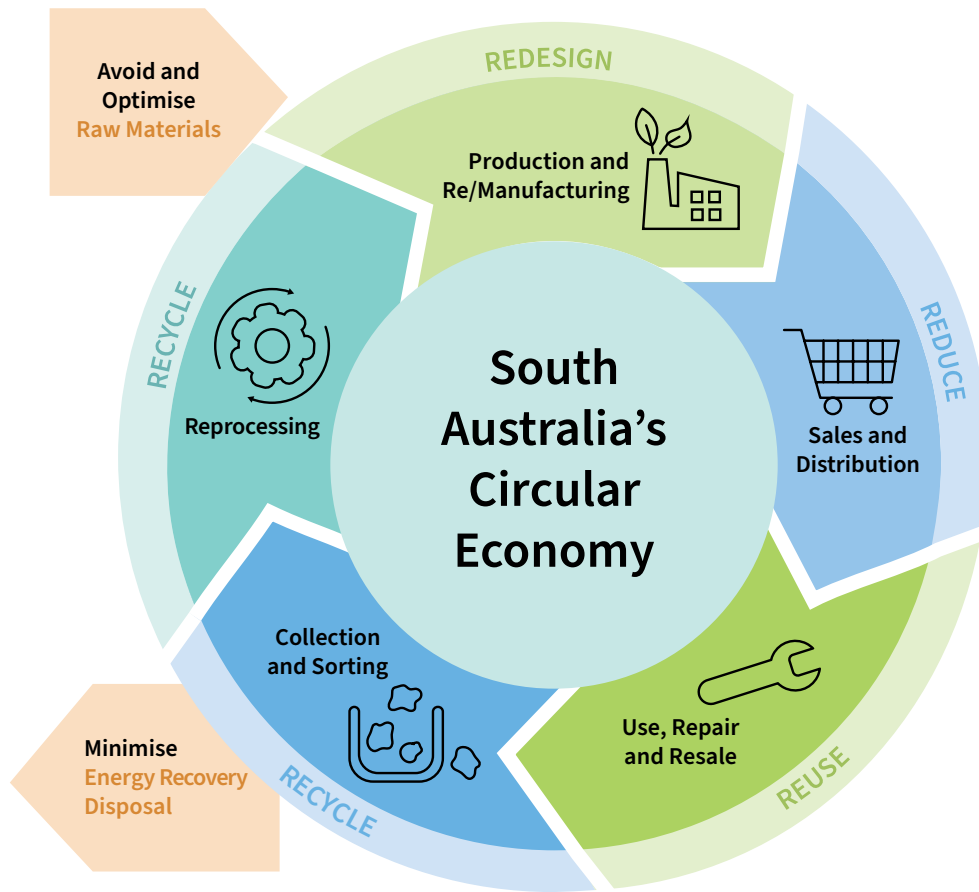 Avoid and
Optimise
Raw Materials
REDESIGN
Production and
Re/Manufacturing
REDUCE
Sales and
Distribution
REUSE
Use, Repair
and Resale
RECYCLE
Collection
and Sorting
Minimise
Energy Recovery
Disposal
RECYCLE
Reprocessing
South
Australia’s
Circular
Economy